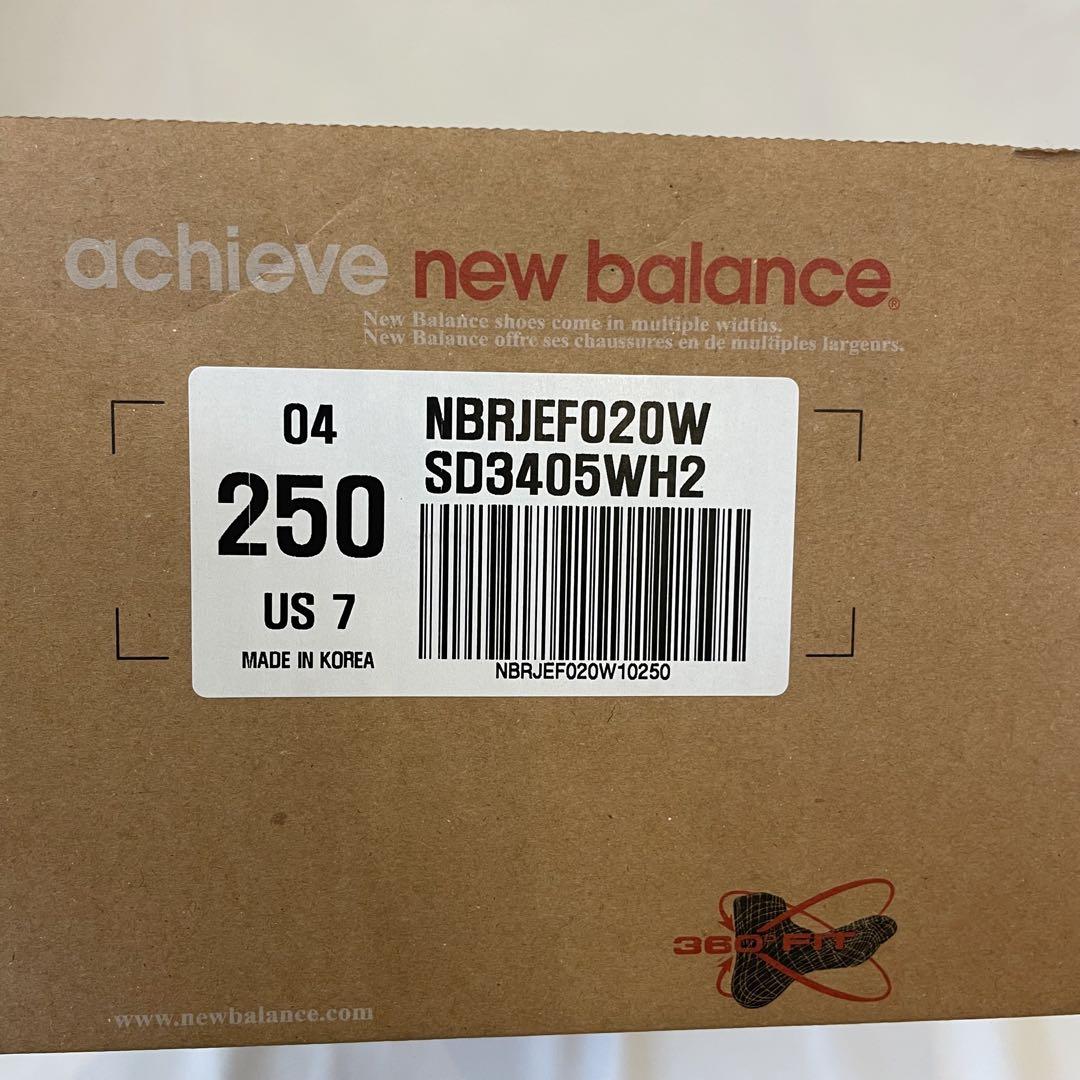 achieve new balance®
New Balance shoes come in multiple widths.
New Balance offre ses chaussures en de multiples largeurs.
04
250
US 7
MADE IN KOREA
NBRJEF020W
SD3405WH2
NBRJEF020W10250
360° FIT
www.newbalance.com